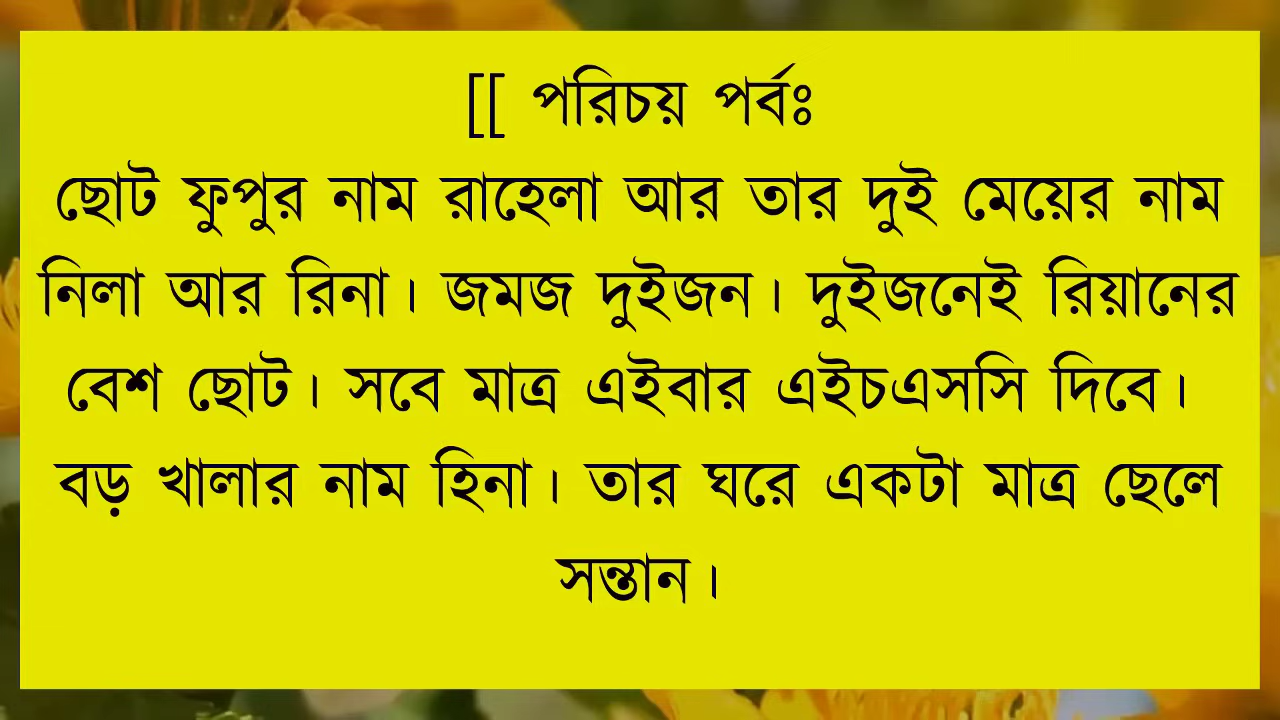 [[ পরিচয় পর্বঃ
ছোট ফুপুর নাম রাহেলা আর তার দুই মেয়ের নাম
নিলা আর রিনা। জমজ দুইজন। দুইজনেই রিয়ানের
বেশ ছোট। সবে মাত্র এইবার এইচএসসি দিবে।
বড় খালার নাম হিনা। তার ঘরে একটা মাত্র ছেলে
সন্তান।